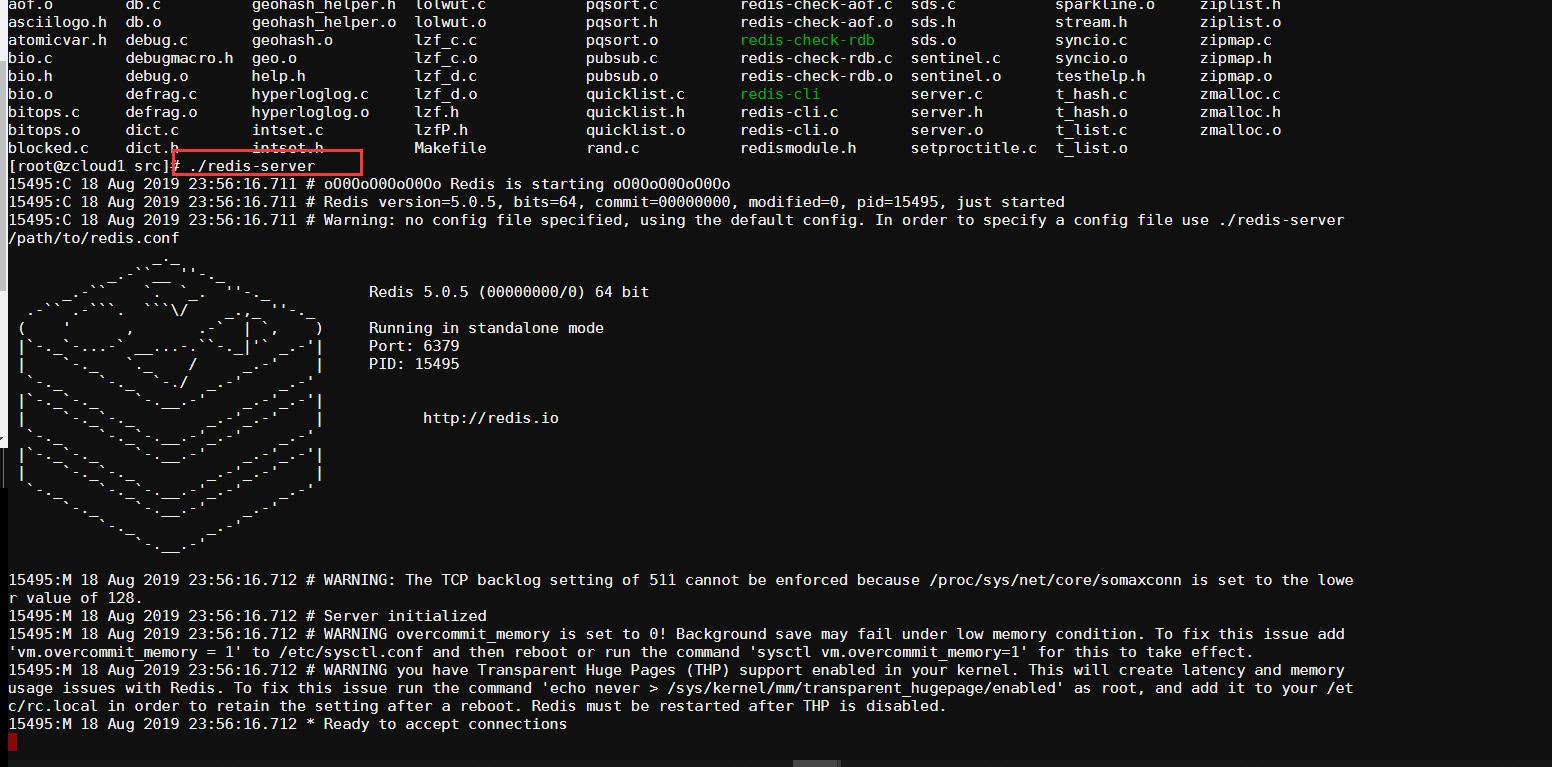 aof.o db.c geohash_helper.h lolwut.c pqsort.c redis-check-aof.c sds.c sparkline.o ziplist.h
asciilogo.h db.o geohash_helper.o lolwut.o pqsort.h redis-check-aof.o sds.h stream.h ziplist.o
atomicvar.h debug.c geohash.o lzf_c.c pqsort.o redis-check-rdb sds.o syncio.c zipmap.c
bio.c debugmacro.h geo.o lzf_c.o pubsub.c redis-check-rdb.c sentinel.c syncio.o zipmap.h
bio.h debug.o help.h lzf_d.c pubsub.o redis-check-rdb.o sentinel.o testhelp.h zipmap.o
bio.o defrag.c hyperloglog.c lzf_d.o quicklist.c redis-cli server.c t_hash.c zmalloc.c
bitops.c defrag.o hyperloglog.o lzf.h quicklist.h redis-cli.c server.h t_hash.o zmalloc.h
bitops.o dict.c intset.c lzfP.h quicklist.o redis-cli.o server.o t_list.c zmalloc.o
blocked.c dict.h intset.h Makefile rand.c redismodule.h setproctitle.c t_list.o
[root@zcloud1 src]# ./redis-server
15495:C 18 Aug 2019 23:56:16.711 # oO0OoO0OoO0Oo Redis is starting oO0OoO0OoO0Oo
15495:C 18 Aug 2019 23:56:16.711 # Redis version=5.0.5, bits=64, commit=00000000, modified=0, pid=15495, just started
15495:C 18 Aug 2019 23:56:16.711 # Warning: no config file specified, using the default config. In order to specify a config file use ./redis-server
/path/to/redis.conf
Redis 5.0.5 (00000000/0) 64 bit
Running in standalone mode
Port: 6379
PID: 15495
http://redis.io
15495:M 18 Aug 2019 23:56:16.712 # WARNING: The TCP backlog setting of 511 cannot be enforced because /proc/sys/net/core/somaxconn is set to the lowe
r value of 128.
15495:M 18 Aug 2019 23:56:16.712 # Server initialized
15495:M 18 Aug 2019 23:56:16.712 # WARNING overcommit_memory is set to 0! Background save may fail under low memory condition. To fix this issue add
'vm.overcommit_memory = 1' to /etc/sysctl.conf and then reboot or run the command 'sysctl vm.overcommit_memory=1' for this to take effect.
15495:M 18 Aug 2019 23:56:16.712 # WARNING you have Transparent Huge Pages (THP) support enabled in your kernel. This will create latency and memory
usage issues with Redis. To fix this issue run the command 'echo never > /sys/kernel/mm/transparent_hugepage/enabled' as root, and add it to your /et
c/rc.local in order to retain the setting after a reboot. Redis must be restarted after THP is disabled.
15495:M 18 Aug 2019 23:56:16.712 * Ready to accept connections